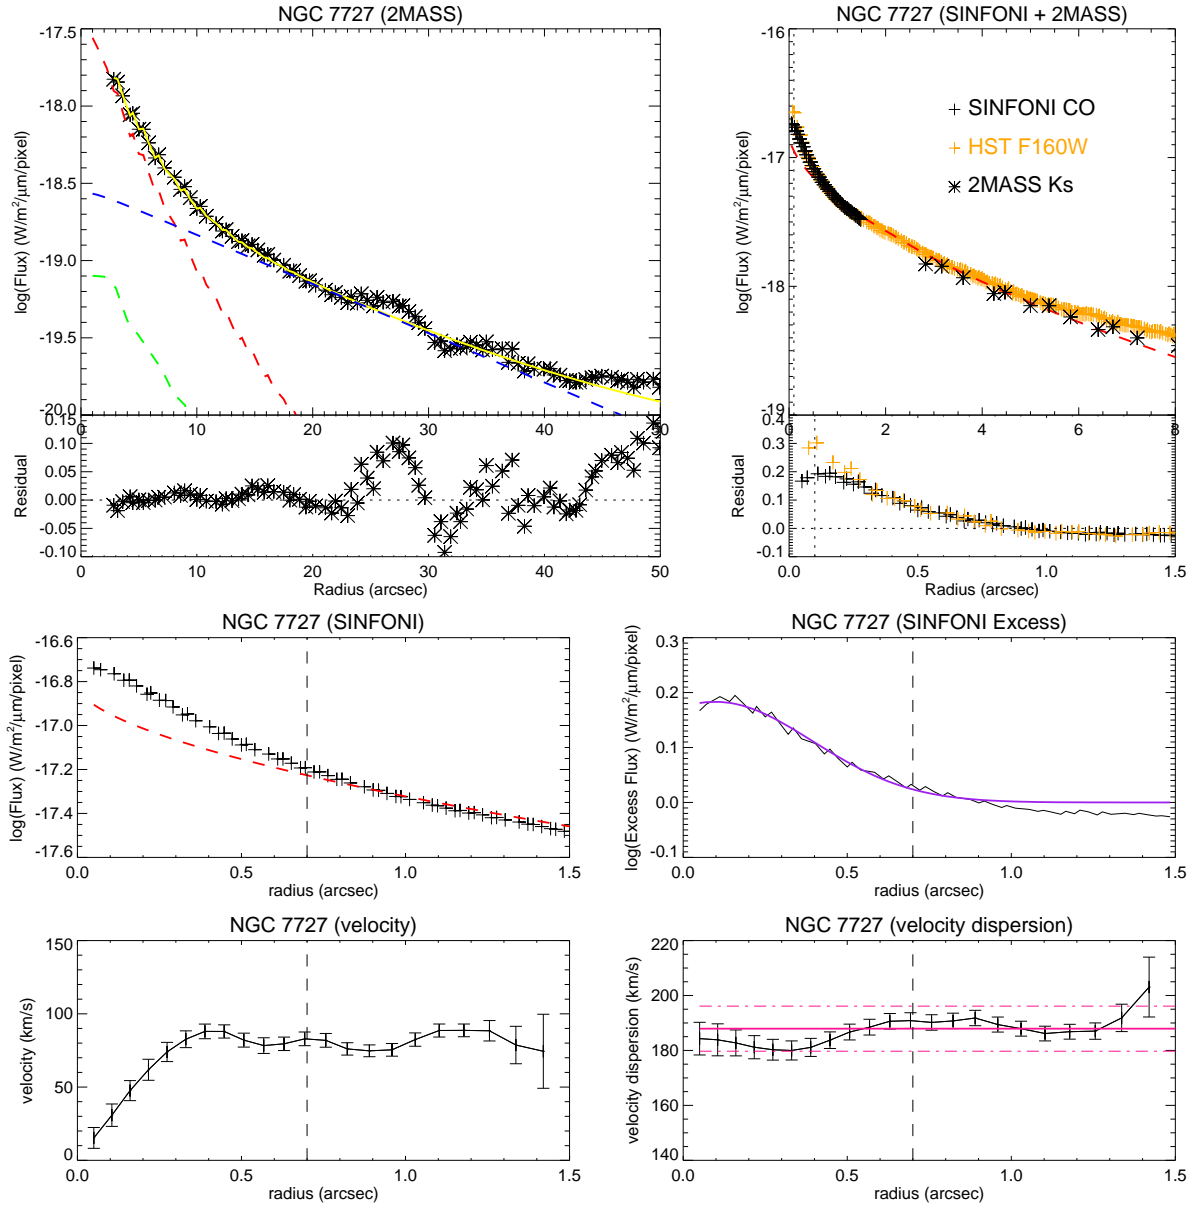 NGC 7727 (2MASS)
log(Flux) (W/m²/μm/pixel)
-17.5
-18.0
-18.5
-19.0
-19.5
-20.0
0 10 20 30 40 50
Residual
0.15
0.10
0.05
0.00
-0.05
-0.10
0 10 20 30 40 50
Radius (arcsec)
NGC 7727 (SINFONI + 2MASS)
log(Flux) (W/m²/μm/pixel)
-16
-17
-18
-19
SINFONI CO
HST F160W
2MASS Ks
0 2 4 6 8
Residual
0.4
0.3
0.2
0.1
0.0
-0.1
0.0 0.5 1.0 1.5
Radius (arcsec)
NGC 7727 (SINFONI)
log(Flux) (W/m²/μm/pixel)
-16.6
-16.8
-17.0
-17.2
-17.4
-17.6
0.0 0.5 1.0 1.5
radius (arcsec)
NGC 7727 (SINFONI Excess)
log(Excess Flux) (W/m²/μm/pixel)
0.3
0.2
0.1
0.0
-0.1
0.0 0.5 1.0 1.5
radius (arcsec)
NGC 7727 (velocity)
velocity (km/s)
150
100
50
0
0.0 0.5 1.0 1.5
radius (arcsec)
NGC 7727 (velocity dispersion)
velocity dispersion (km/s)
220
200
180
160
140
0.0 0.5 1.0 1.5
radius (arcsec)